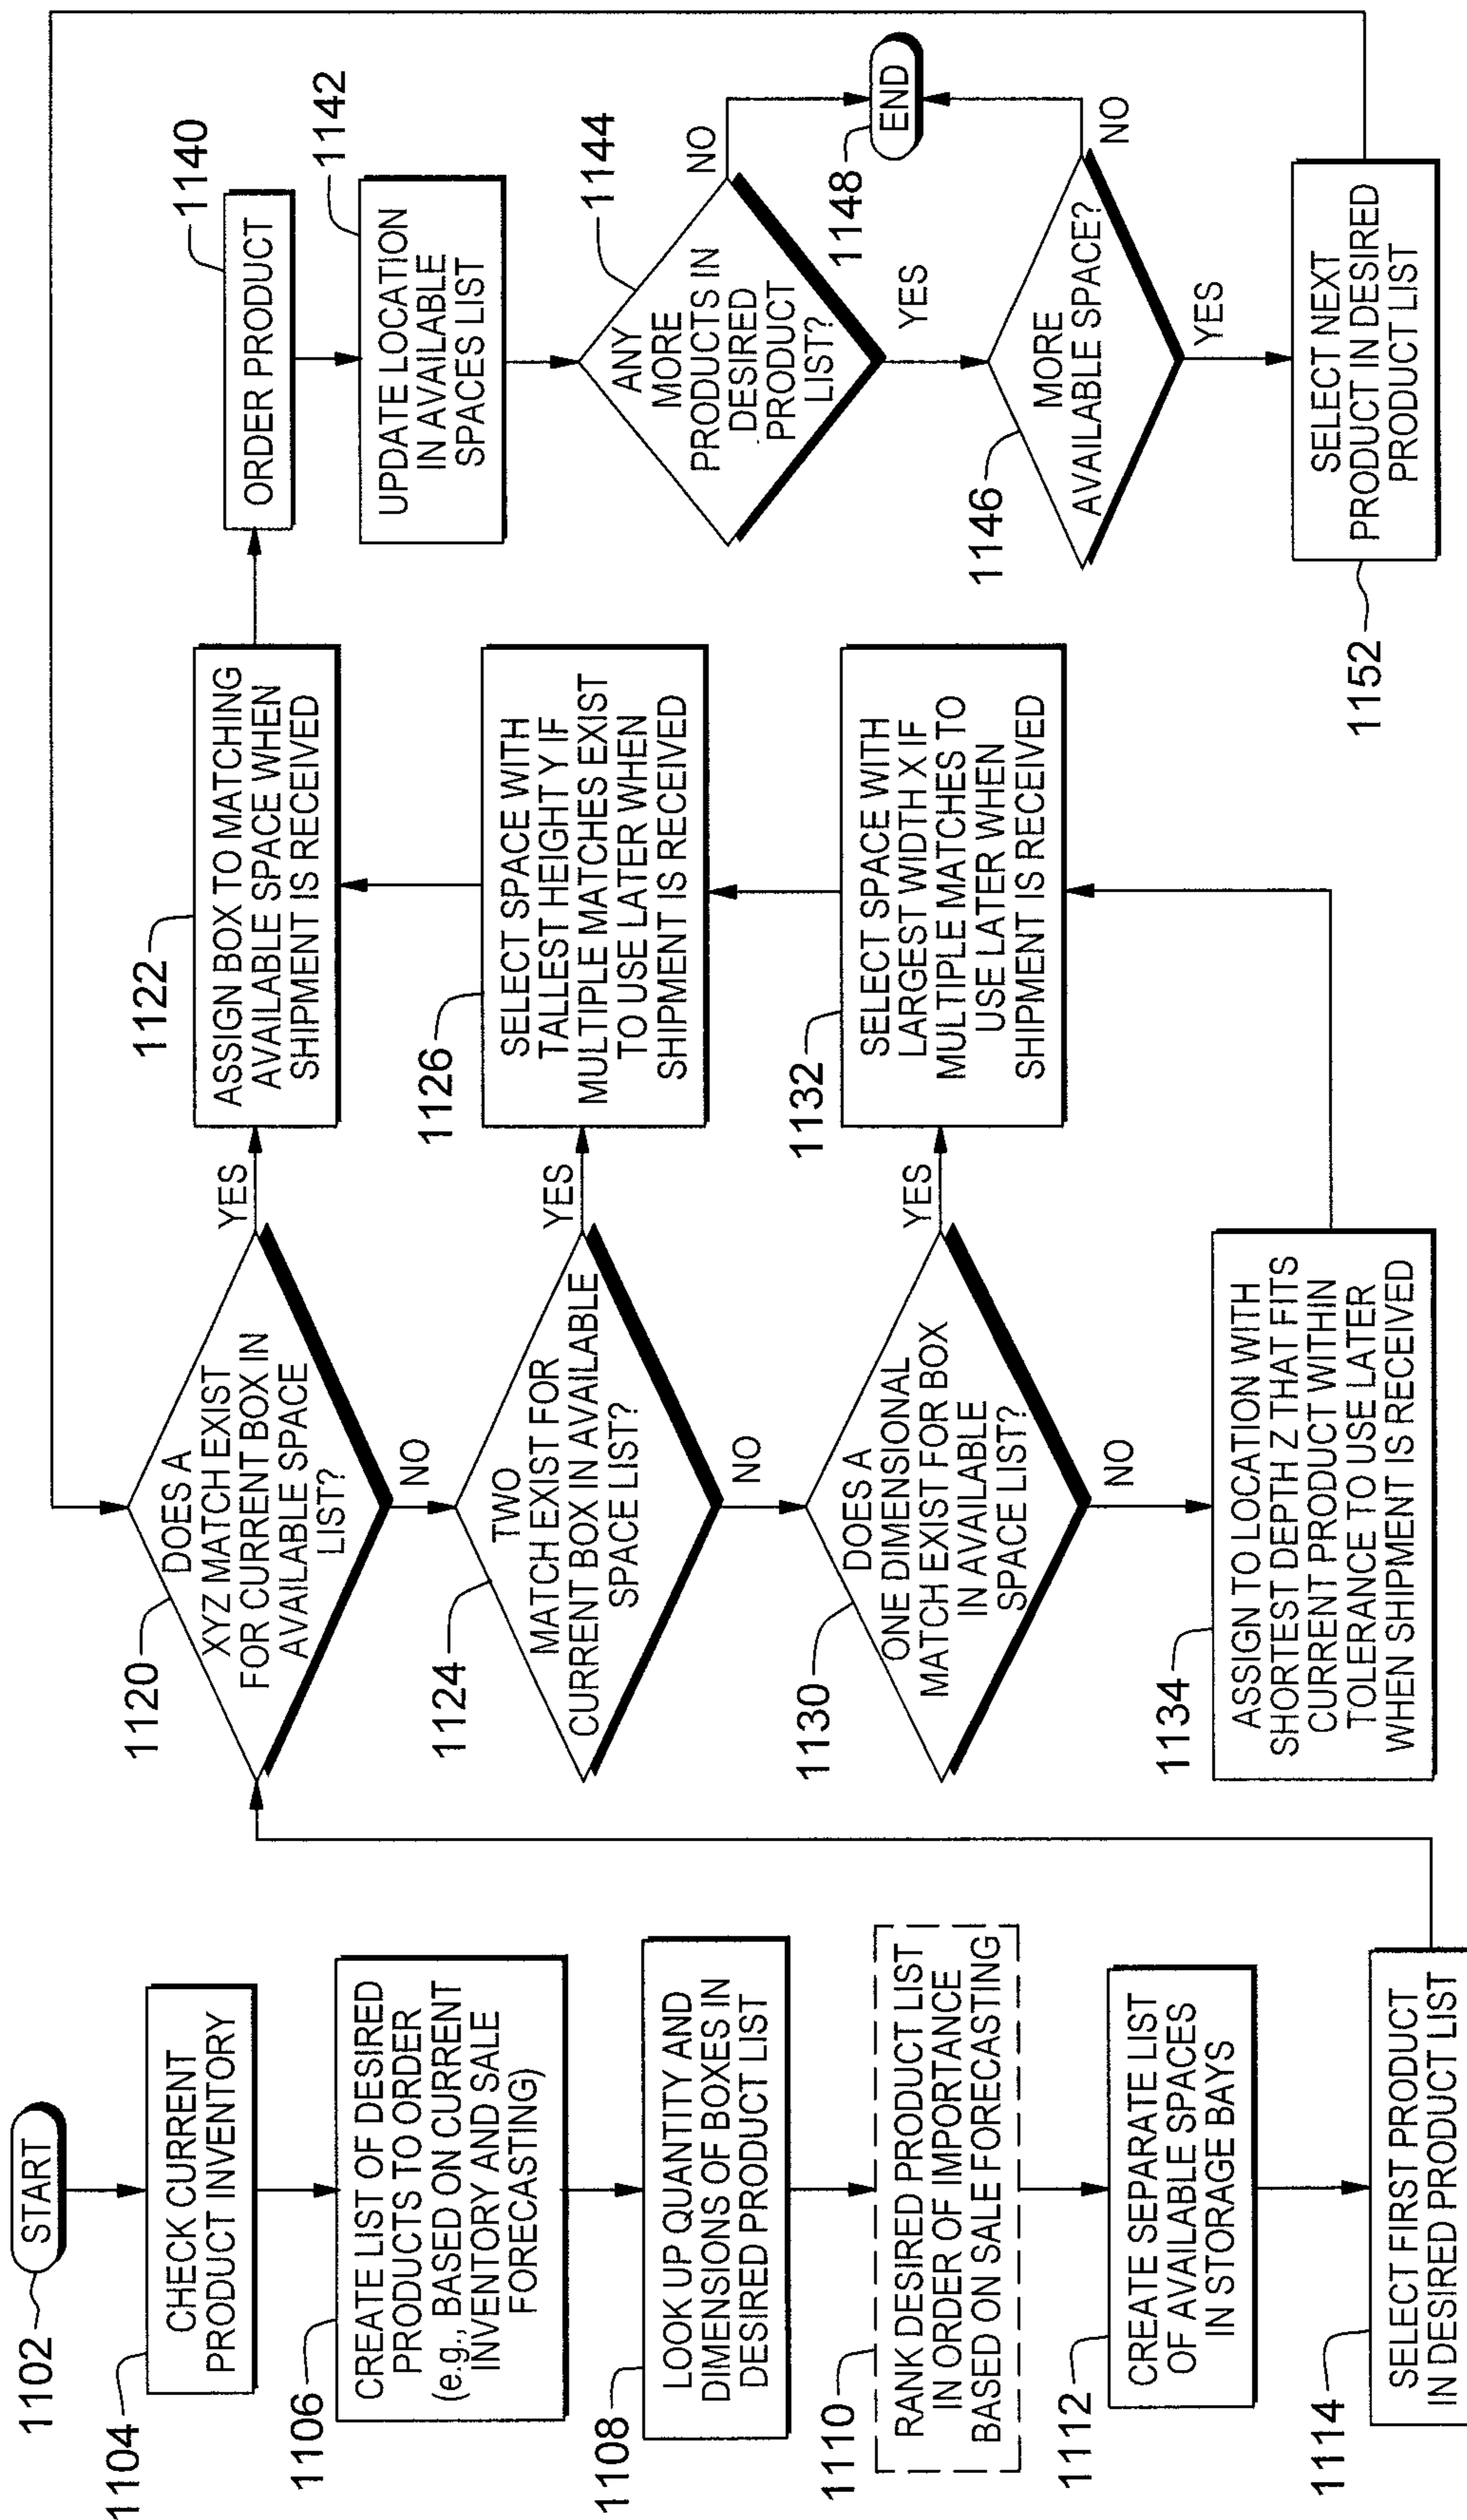 START
1102
CHECK CURRENT
PRODUCT INVENTORY
1104
CREATE LIST OF DESIRED
PRODUCTS TO ORDER
(e.g., BASED ON CURRENT
INVENTORY AND SALE
FORECASTING)
1106
LOOK UP QUANTITY AND
DIMENSIONS OF BOXES IN
DESIRED PRODUCT LIST
1108
RANK DESIRED PRODUCT LIST
IN ORDER OF IMPORTANCE
BASED ON SALE FORECASTING
1110
CREATE SEPARATE LIST
OF AVAILABLE SPACES
IN STORAGE BAYS
1112
SELECT FIRST PRODUCT
IN DESIRED PRODUCT LIST
1114
DOES A
XYZ MATCH EXIST
FOR CURRENT BOX IN
AVAILABLE SPACE
LIST?
1120
YES
NO
TWO
MATCH EXIST FOR
CURRENT BOX IN AVAILABLE
SPACE LIST?
1124
YES
NO
DOES A
ONE DIMENSIONAL
MATCH EXIST FOR BOX
IN AVAILABLE
SPACE LIST?
1130
YES
NO
ASSIGN TO LOCATION WITH
SHORTEST DEPTH Z THAT FITS
CURRENT PRODUCT WITHIN
TOLERANCE TO USE LATER
WHEN SHIPMENT IS RECEIVED
1134
ASSIGN BOX TO MATCHING
AVAILABLE SPACE WHEN
SHIPMENT IS RECEIVED
1122
SELECT SPACE WITH
TALLEST HEIGHT Y IF
MULTIPLE MATCHES EXIST
TO USE LATER WHEN
SHIPMENT IS RECEIVED
1126
SELECT SPACE WITH
LARGEST WIDTH X IF
MULTIPLE MATCHES TO
USE LATER WHEN
SHIPMENT IS RECEIVED
1132
ORDER PRODUCT
1140
UPDATE LOCATION
IN AVAILABLE
SPACES LIST
1142
ANY
MORE
PRODUCTS IN
DESIRED
PRODUCT
LIST?
1144
NO
YES
END
1148
MORE
AVAILABLE SPACE?
1146
NO
YES
SELECT NEXT
PRODUCT IN DESIRED
PRODUCT LIST
1152